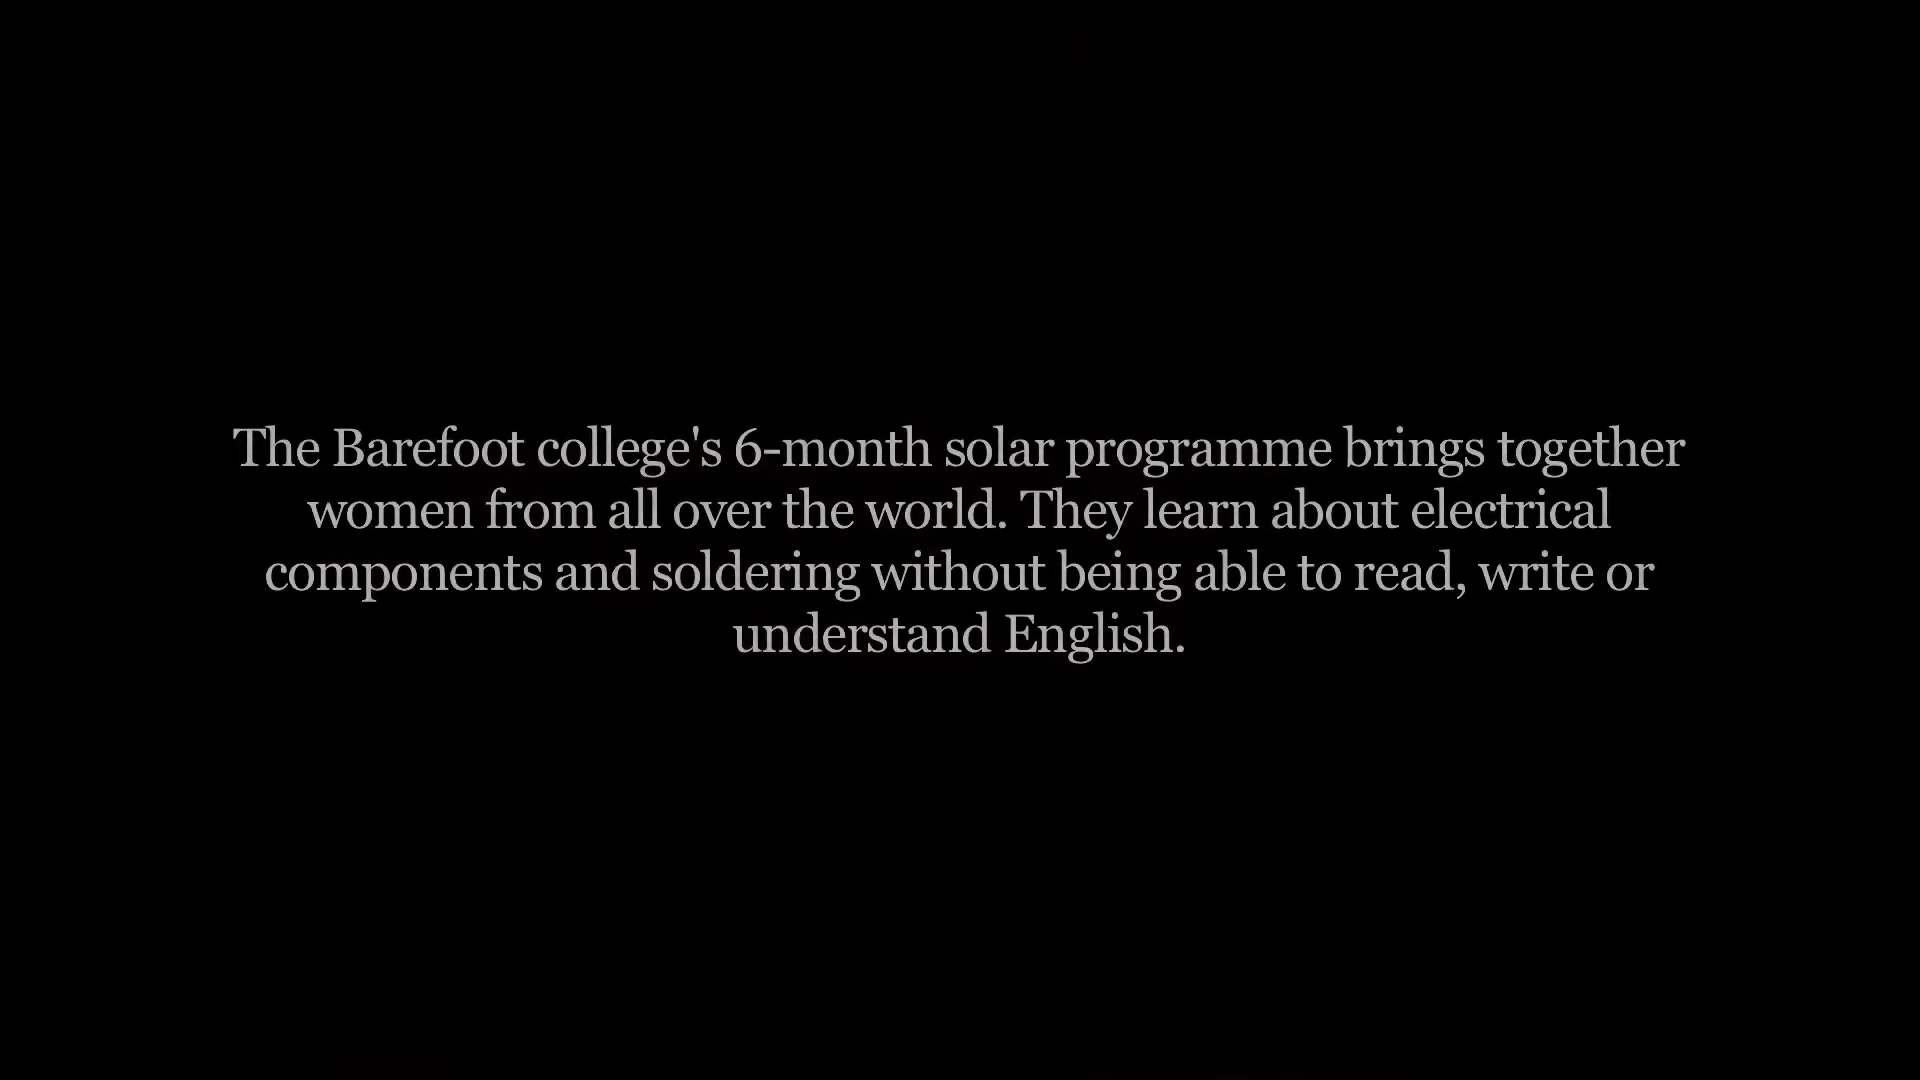 The Barefoot college's 6-month solar programme brings together
women from all over the world. They learn about electrical
components and soldering without being able to read, write or
understand English.